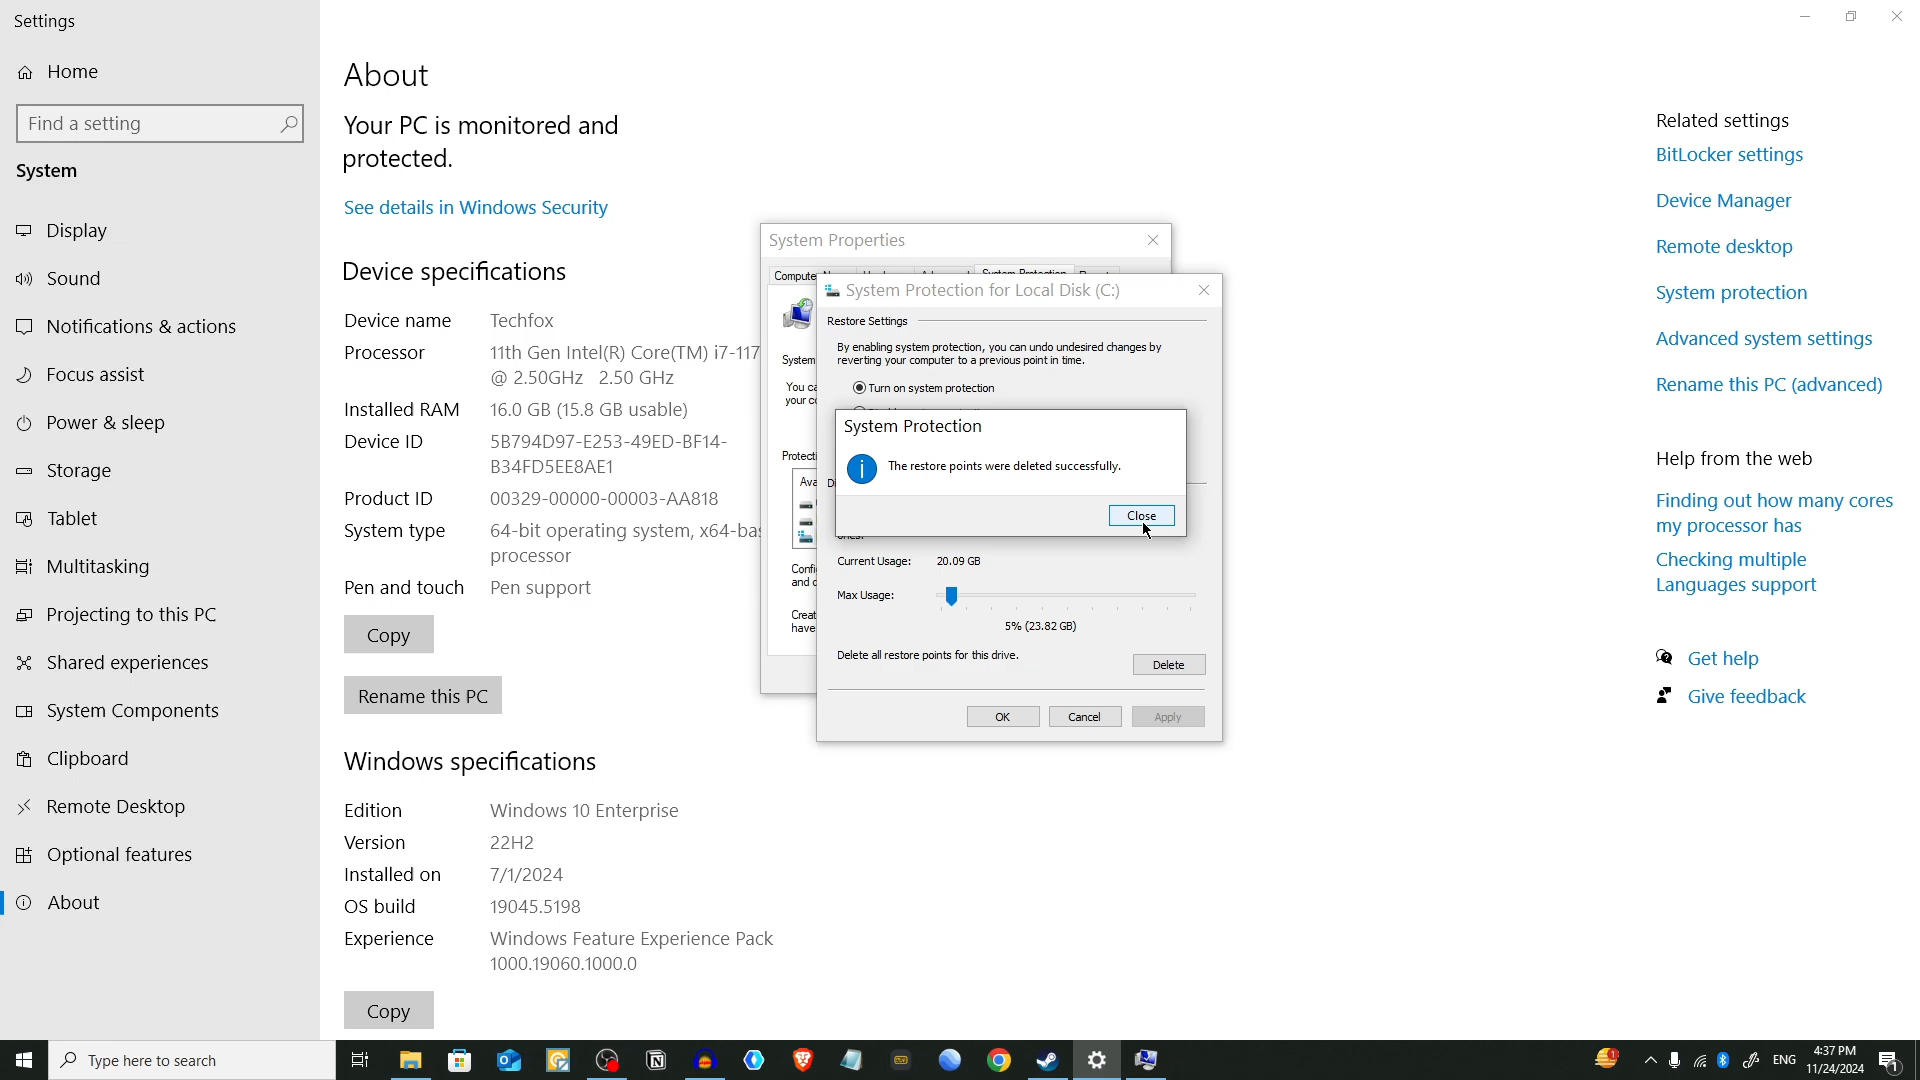 Settings
Home
Find a setting
System
Display
Sound
Notifications & actions
Focus assist
Power & sleep
Storage
Tablet
Multitasking
Projecting to this PC
Shared experiences
System Components
Clipboard
Remote Desktop
Optional features
About
About
Your PC is monitored and
protected.
See details in Windows Security
Device specifications
Device name Techfox
Processor 11th Gen Intel(R) Core(TM) i7-117
@ 2.50GHz 2.50 GHz
Installed RAM 16.0 GB (15.8 GB usable)
Device ID 5B794D97-E253-49ED-BF14-
B34FD5EE8AE1
Product ID 00329-00000-00003-AA818
System type 64-bit operating system, x64-bas
processor
Pen and touch Pen support
Copy
Rename this PC
Windows specifications
Edition Windows 10 Enterprise
Version 22H2
Installed on 7/1/2024
OS build 19045.5198
Experience Windows Feature Experience Pack
1000.19060.1000.0
Copy
System Properties
Compute
System
You ca
your co
Protecti
Ava
Confi
and d
Creat
have
System Protection for Local Disk (C:)
Restore Settings
By enabling system protection, you can undo undesired changes by
reverting your computer to a previous point in time.
Turn on system protection
System Protection
The restore points were deleted successfully.
Close
Current Usage: 20.09 GB
Max Usage:
5% (23.82 GB)
Delete all restore points for this drive.
Delete
OK Cancel Apply
Related settings
BitLocker settings
Device Manager
Remote desktop
System protection
Advanced system settings
Rename this PC (advanced)
Help from the web
Finding out how many cores
my processor has
Checking multiple
Languages support
Get help
Give feedback
Type here to search
ENG
4:37 PM
11/24/2024
1
1